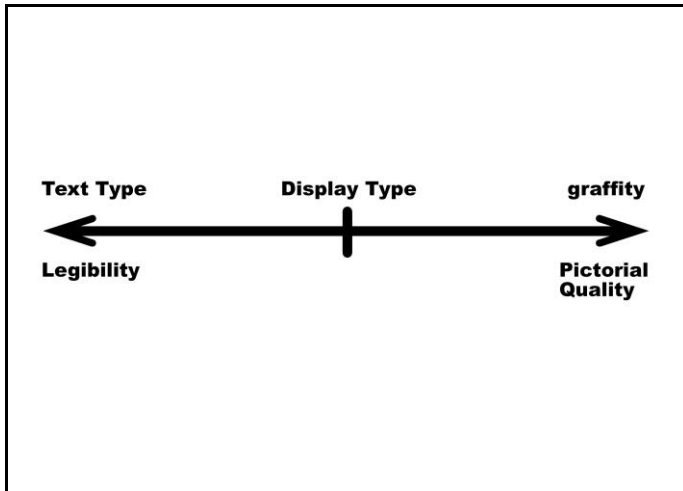 Text Type
Display Type
graffity
Legibility
Pictorial
Quality